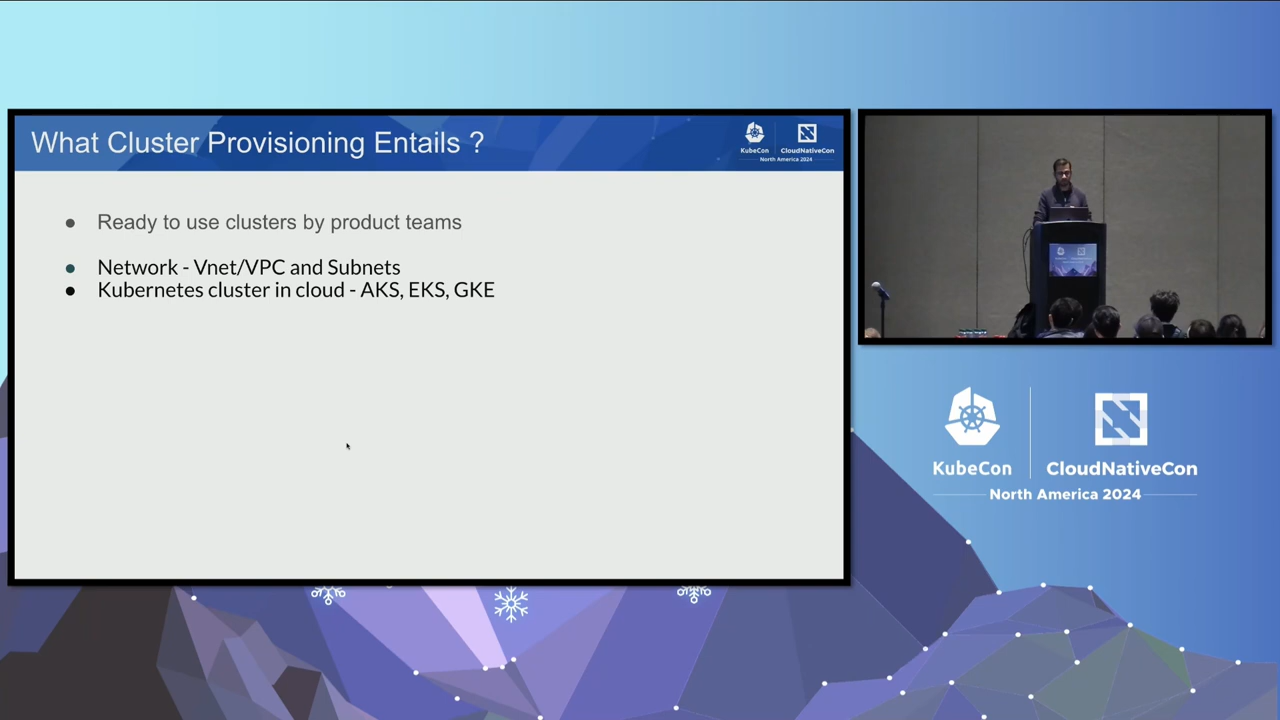 What Cluster Provisioning Entails ?
KubeCon
CloudNativeCon
North America 2024
Ready to use clusters by product teams
Network - Vnet/VPC and Subnets
Kubernetes cluster in cloud - AKS, EKS, GKE
KubeCon
CloudNativeCon
North America 2024